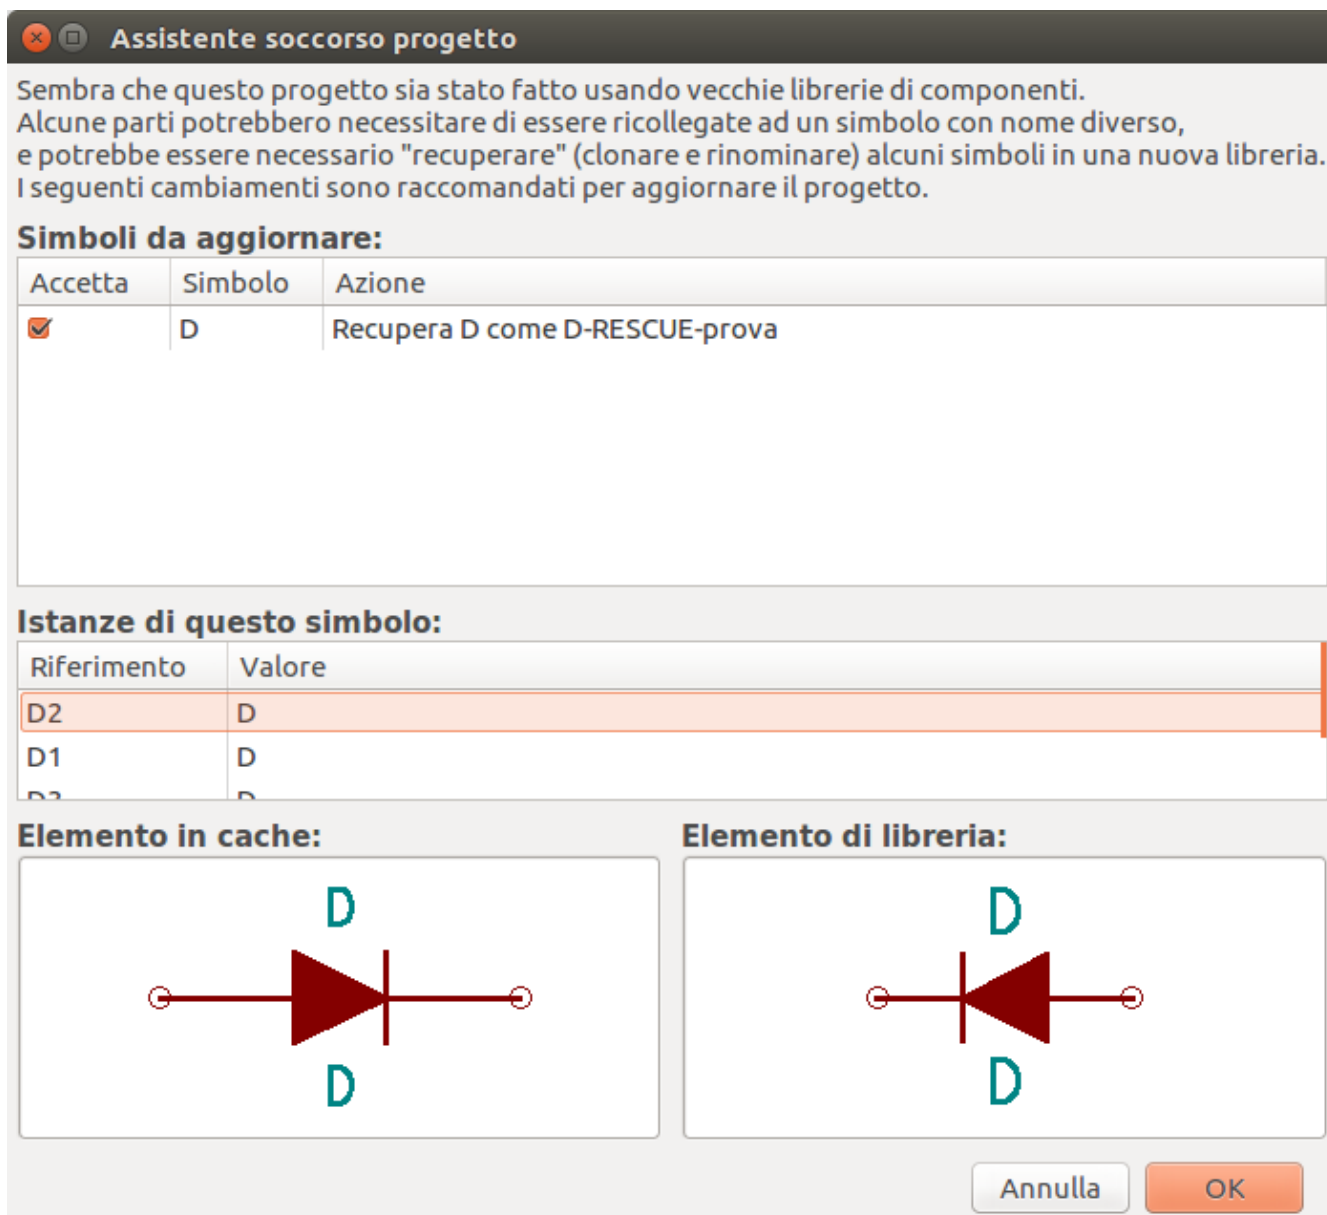 Assistente soccorso progetto
Sembra che questo progetto sia stato fatto usando vecchie librerie di componenti.
Alcune parti potrebbero necessitare di essere ricollegate ad un simbolo con nome diverso,
e potrebbe essere necessario "recuperare" (clonare e rinominare) alcuni simboli in una nuova libreria.
I seguenti cambiamenti sono raccomandati per aggiornare il progetto.
Simboli da aggiornare:
Accetta Simbolo Azione
D Recupera D come D-RESCUE-prova
Istanze di questo simbolo:
Riferimento Valore
D2 D
D1 D
Elemento in cache: Elemento di libreria:
D D
D D
Annulla OK